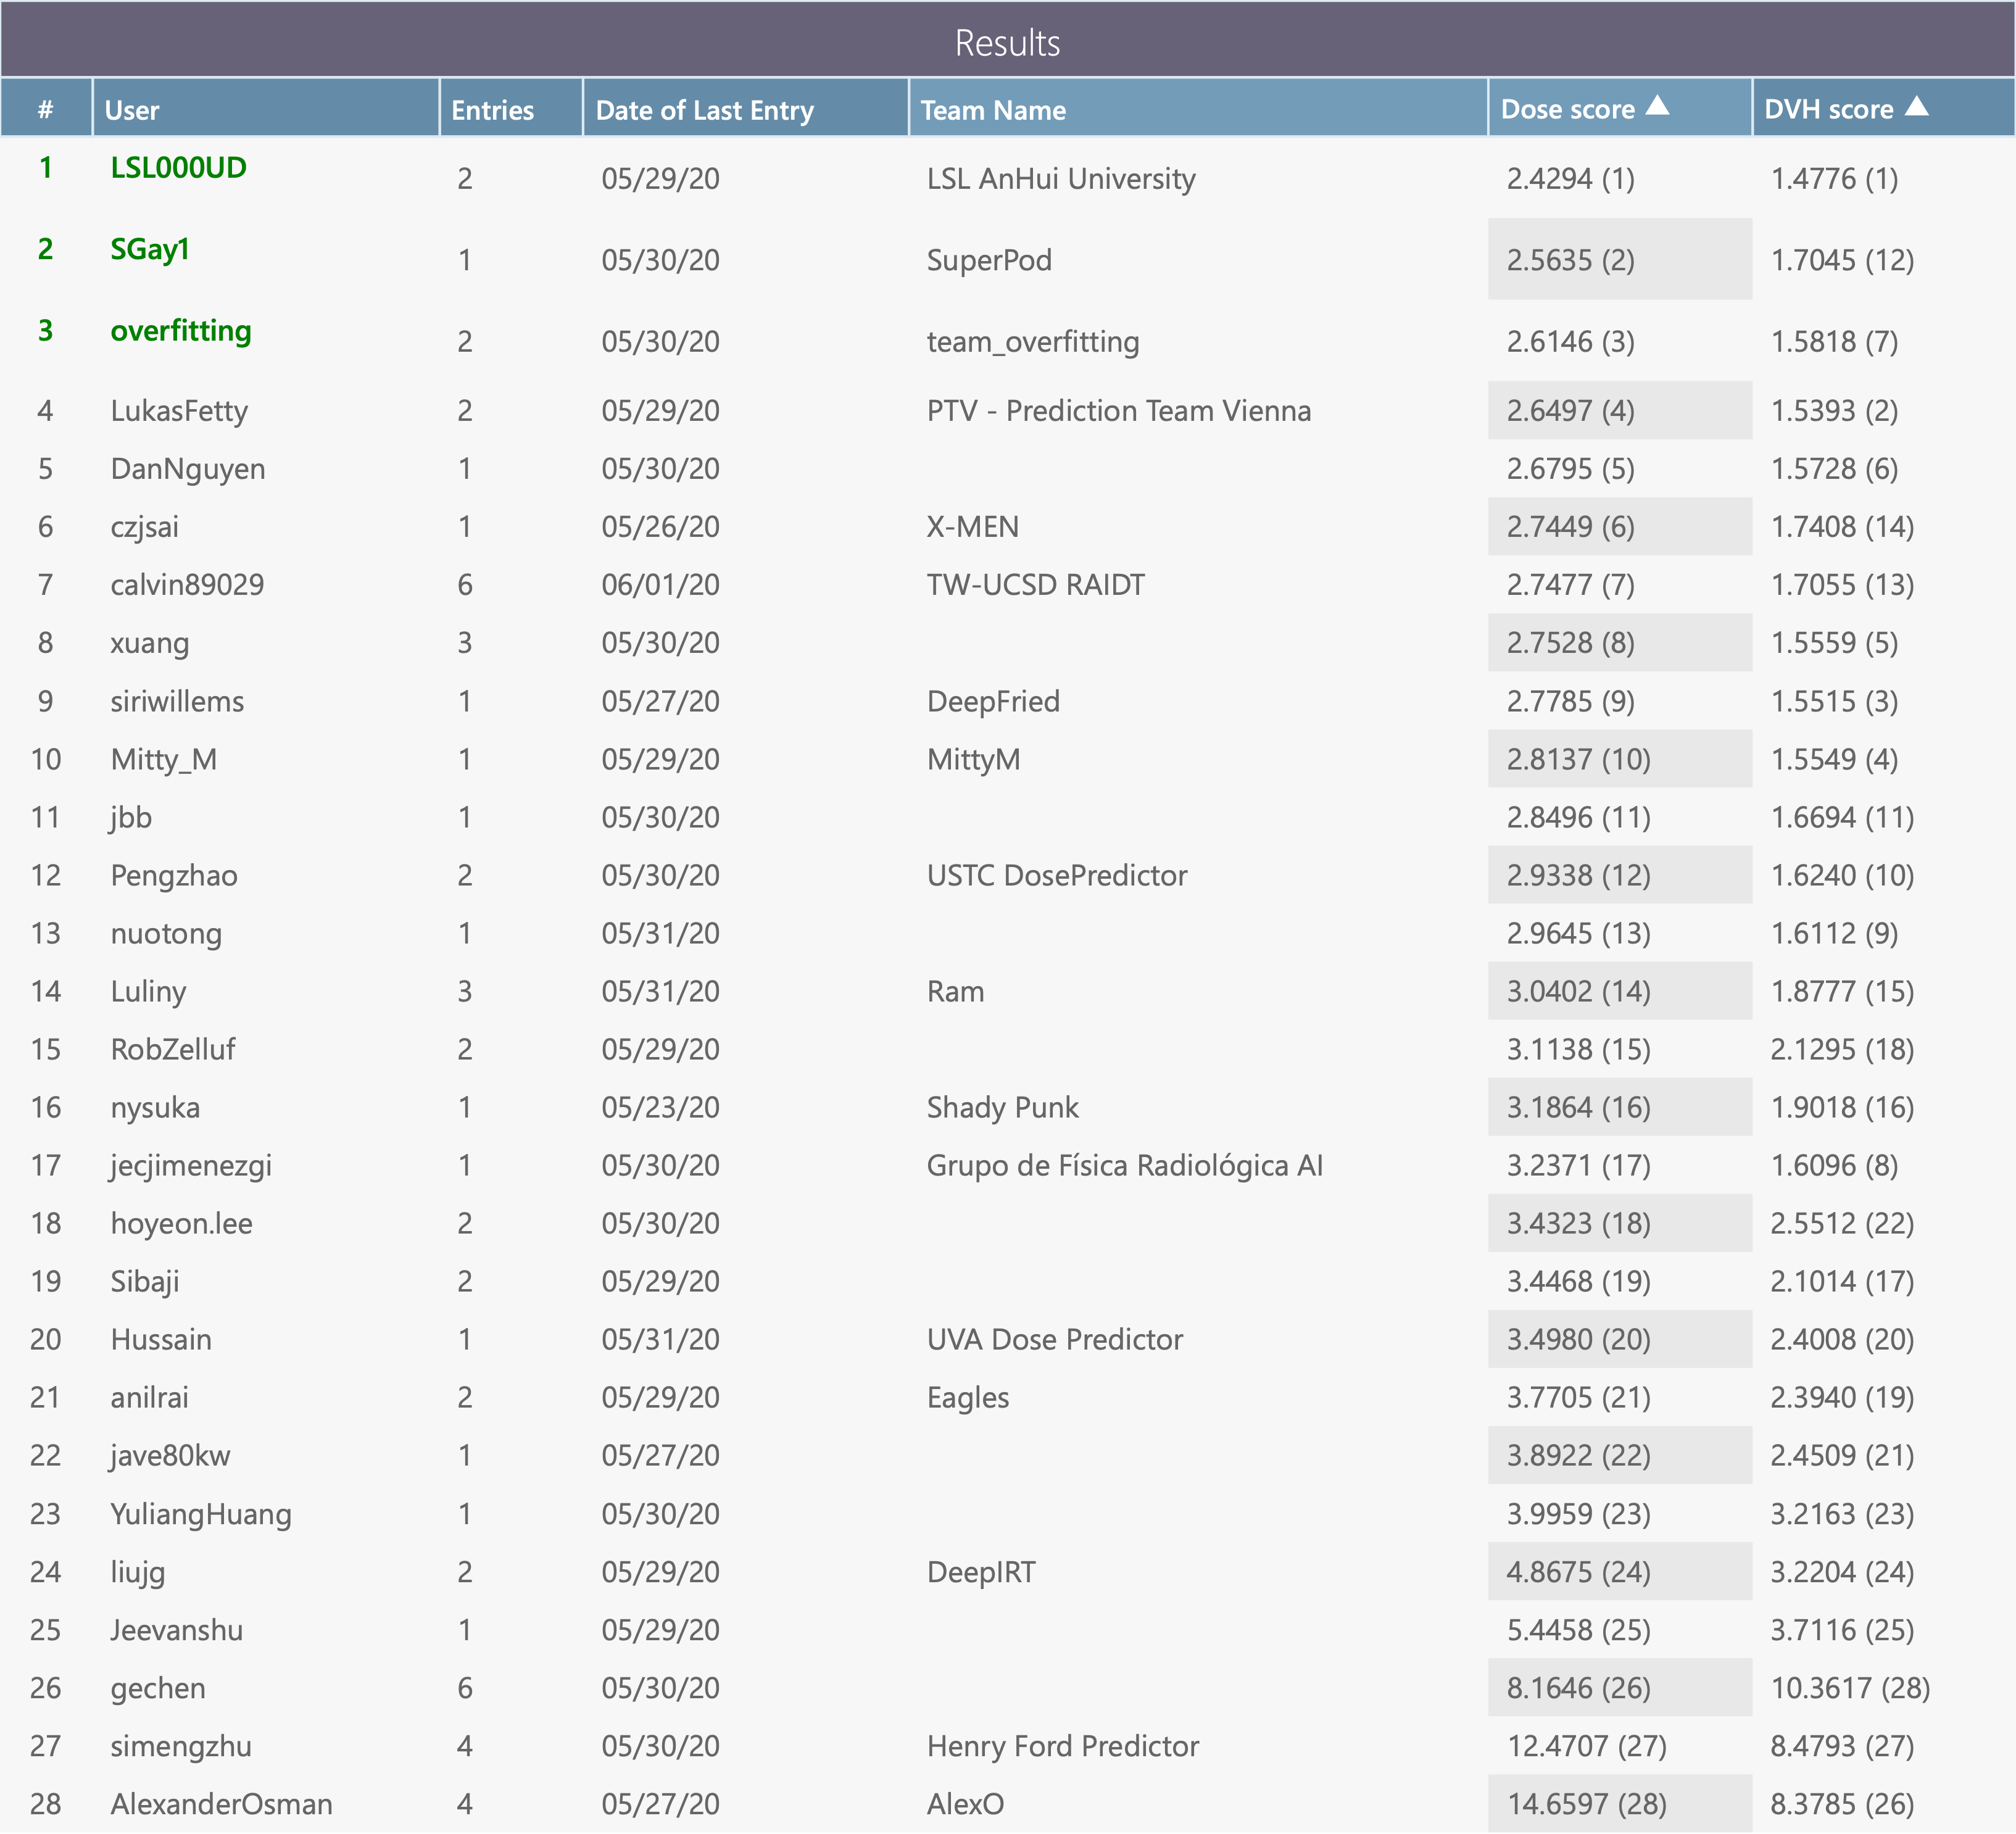 Results
# User Entries Date of Last Entry Team Name Dose score ▲ DVH score ▲
1 LSL000UD 2 05/29/20 LSL AnHui University 2.4294 (1) 1.4776 (1)
2 SGay1 1 05/30/20 SuperPod 2.5635 (2) 1.7045 (12)
3 overfitting 2 05/30/20 team_overfitting 2.6146 (3) 1.5818 (7)
4 LukasFetty 2 05/29/20 PTV - Prediction Team Vienna 2.6497 (4) 1.5393 (2)
5 DanNguyen 1 05/30/20 2.6795 (5) 1.5728 (6)
6 czjsai 1 05/26/20 X-MEN 2.7449 (6) 1.7408 (14)
7 calvin89029 6 06/01/20 TW-UCSD RAIDT 2.7477 (7) 1.7055 (13)
8 xuang 3 05/30/20 2.7528 (8) 1.5559 (5)
9 siriwillems 1 05/27/20 DeepFried 2.7785 (9) 1.5515 (3)
10 Mitty_M 1 05/29/20 MittyM 2.8137 (10) 1.5549 (4)
11 jbb 1 05/30/20 2.8496 (11) 1.6694 (11)
12 Pengzhao 2 05/30/20 USTC DosePredictor 2.9338 (12) 1.6240 (10)
13 nuotong 1 05/31/20 2.9645 (13) 1.6112 (9)
14 Luliny 3 05/31/20 Ram 3.0402 (14) 1.8777 (15)
15 RobZelluf 2 05/29/20 3.1138 (15) 2.1295 (18)
16 nysuka 1 05/23/20 Shady Punk 3.1864 (16) 1.9018 (16)
17 jecjimenezgi 1 05/30/20 Grupo de Física Radiológica AI 3.2371 (17) 1.6096 (8)
18 hoyeon.lee 2 05/30/20 3.4323 (18) 2.5512 (22)
19 Sibaji 2 05/29/20 3.4468 (19) 2.1014 (17)
20 Hussain 1 05/31/20 UVA Dose Predictor 3.4980 (20) 2.4008 (20)
21 anilrai 2 05/29/20 Eagles 3.7705 (21) 2.3940 (19)
22 jave80kw 1 05/27/20 3.8922 (22) 2.4509 (21)
23 YuliangHuang 1 05/30/20 3.9959 (23) 3.2163 (23)
24 liujg 2 05/29/20 DeepIRT 4.8675 (24) 3.2204 (24)
25 Jeevanshu 1 05/29/20 5.4458 (25) 3.7116 (25)
26 gechen 6 05/30/20 8.1646 (26) 10.3617 (28)
27 simengzhu 4 05/30/20 Henry Ford Predictor 12.4707 (27) 8.4793 (27)
28 AlexanderOsman 4 05/27/20 AlexO 14.6597 (28) 8.3785 (26)